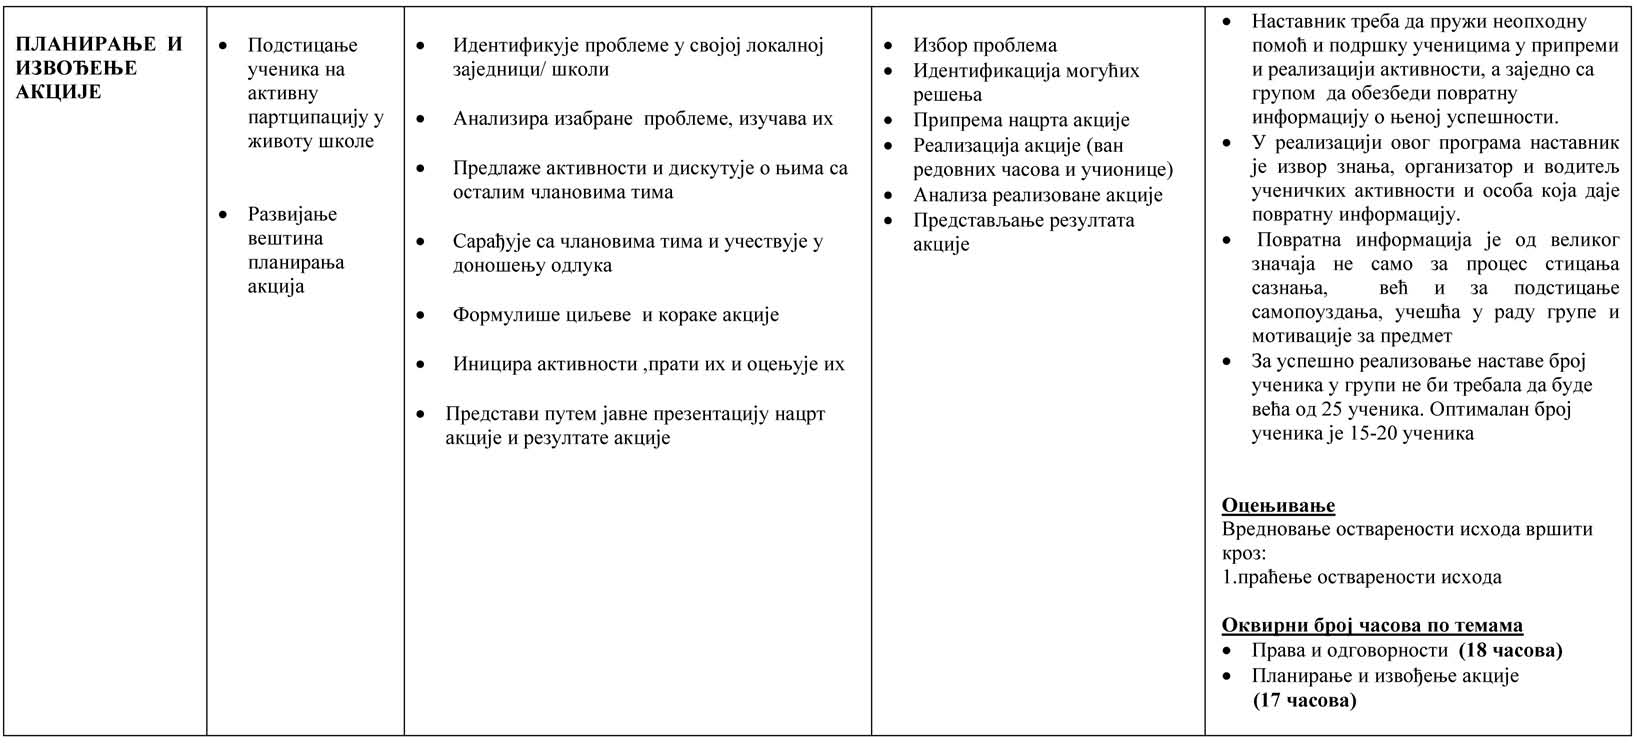 ПЛАНИРАЊЕ И
ИЗВОЂЕЊЕ
АКЦИЈЕ
• Подстицање
ученика на
активну
партципацију у
животу школе
• Развијање
вештина
планирања
акција
• Идентификује проблеме у својој локалној
заједници/ школи
• Анализира изабране проблеме, изучава их
• Предлаже активности и дискутује о њима са
осталим члановима тима
• Сарађује са члановима тима и учествује у
доношењу одлука
• Формулише циљеве и кораке акције
• Иницира активности ,прати их и оцењује их
• Представи путем јавне презентацију нацрт
акције и резултате акције
• Избор проблема
• Идентификација могућих
решења
• Припрема нацрта акције
• Реализација акције (ван
редовних часова и учионице)
• Анализа реализоване акције
• Представљање резултата
акције
• Наставник треба да пружи неопходну
помоћ и подршку ученицима у припреми
и реализацији активности, а заједно са
групом да обезбеди повратну
информацију о њеној успешности.
• У реализацији овог програма наставник
је извор знања, организатор и водитељ
ученичких активности и особа која даје
повратну информацију.
• Повратна информација је од великог
значаја не само за процес стицања
сазнања, већ и за подстицање
самопоуздања, учешћа у раду групе и
мотивације за предмет
• За успешно реализовање наставе број
ученика у групи не би требала да буде
већа од 25 ученика. Оптималан број
ученика је 15-20 ученика
Оцењивање
Вредновање остварености исхода вршити
кроз:
1.праћење остварености исхода
Оквирни број часова по темама
• Права и одговорности (18 часова)
• Планирање и извођење акције
(17 часова)